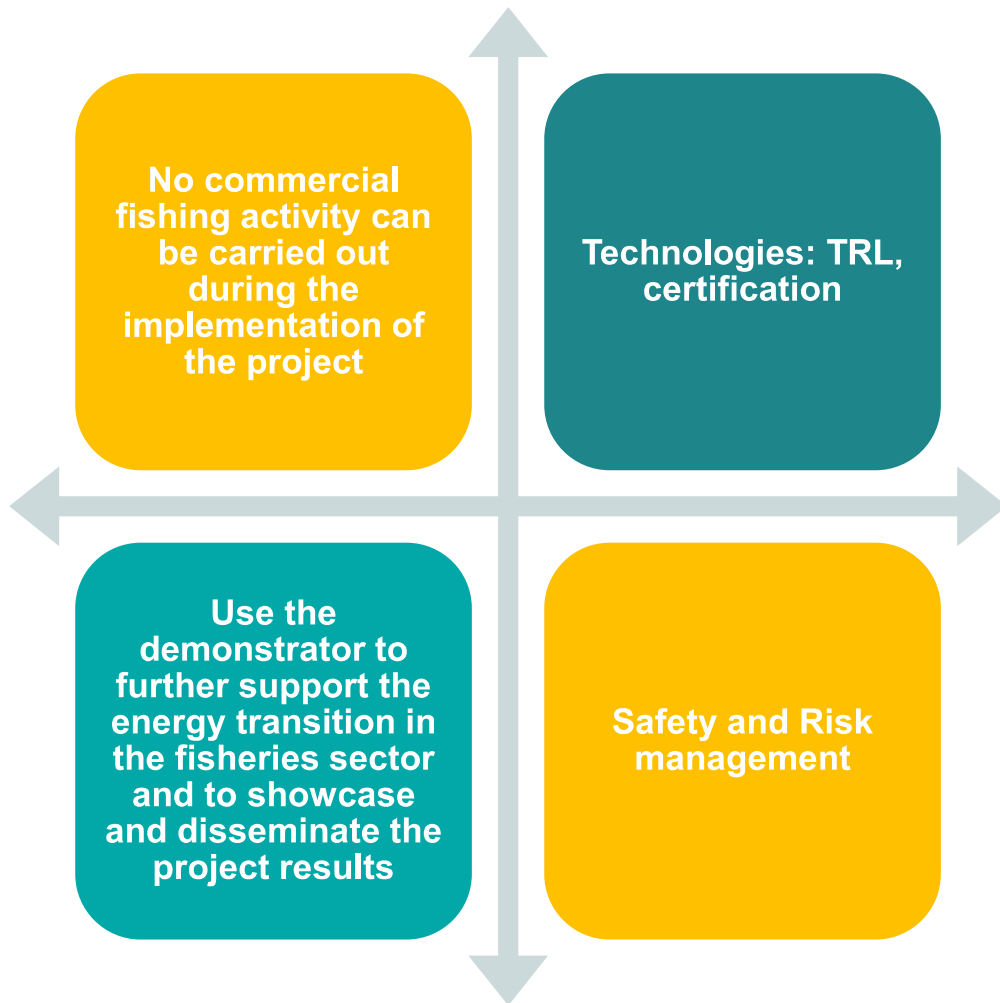 No commercial
fishing activity can
be carried out
during the
implementation of
the project
Technologies: TRL,
certification
Use the
demonstrator to
further support the
energy transition in
the fisheries sector
and to showcase
and disseminate the
project results
Safety and Risk
management